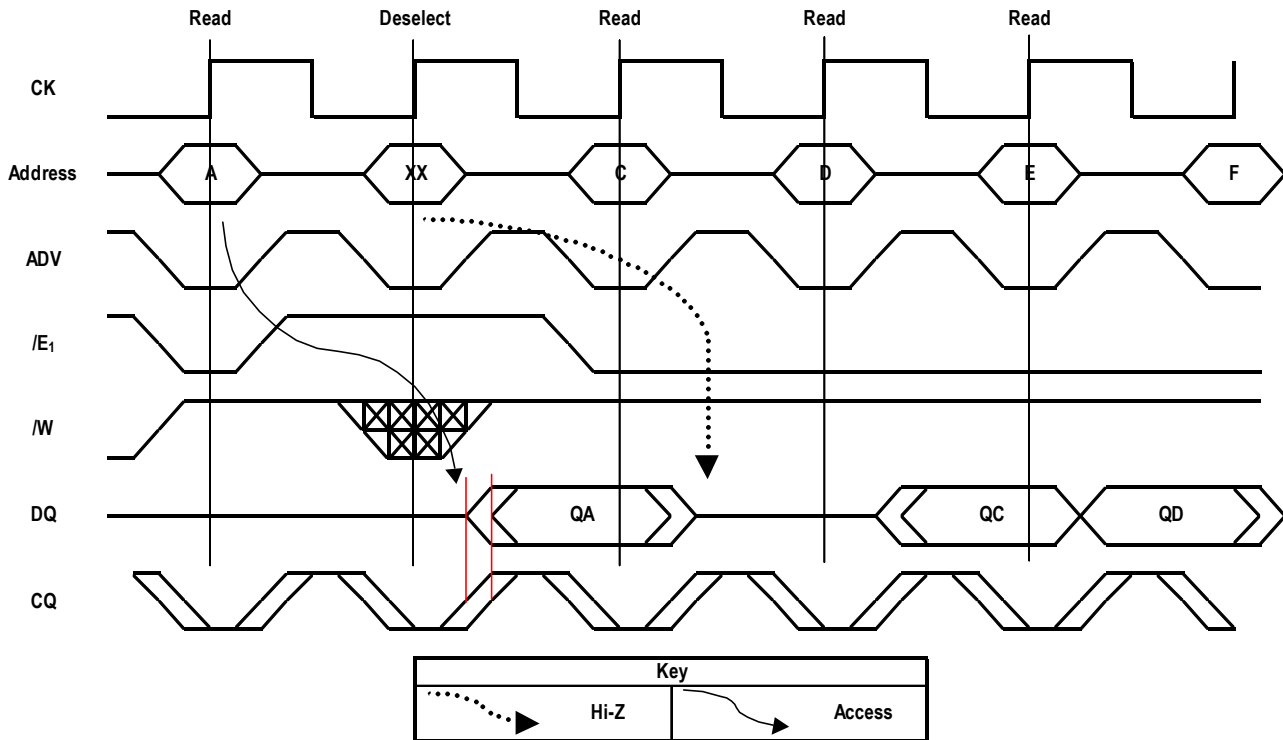 Read Deselect Read Read Read
CK
Address A XX C D E F
ADV
/E₁
/W
DQ QA QC QD
CQ
Key
Hi-Z Access